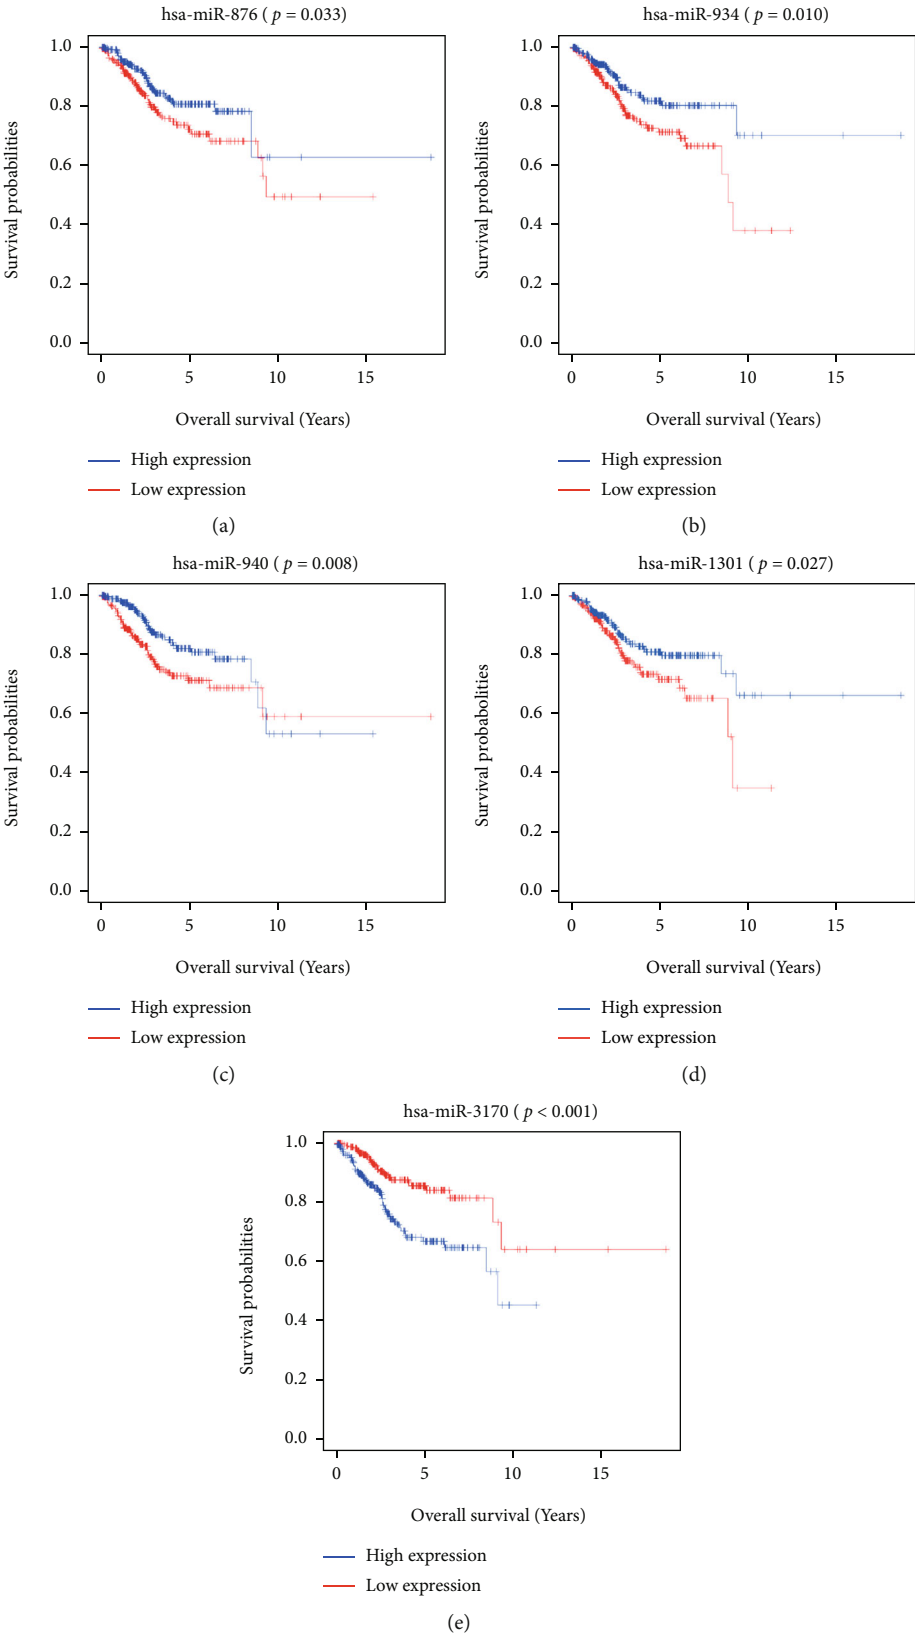 hsa-miR-876 ( p = 0.033)
Survival probabilities
1.0
0.8
0.6
0.4
0.2
0.0
0 5 10 15
Overall survival (Years)
High expression
Low expression
(a)
hsa-miR-934 ( p = 0.010)
Survival probabilities
1.0
0.8
0.6
0.4
0.2
0.0
0 5 10 15
Overall survival (Years)
High expression
Low expression
(b)
hsa-miR-940 ( p = 0.008)
Survival probabilities
1.0
0.8
0.6
0.4
0.2
0.0
0 5 10 15
Overall survival (Years)
High expression
Low expression
(c)
hsa-miR-1301 ( p = 0.027)
Survival probabolities
1.0
0.8
0.6
0.4
0.2
0.0
0 5 10 15
Overall survival (Years)
High expression
Low expression
(d)
hsa-miR-3170 ( p < 0.001)
Survival probabilities
1.0
0.8
0.6
0.4
0.2
0.0
0 5 10 15
Overall survival (Years)
High expression
Low expression
(e)